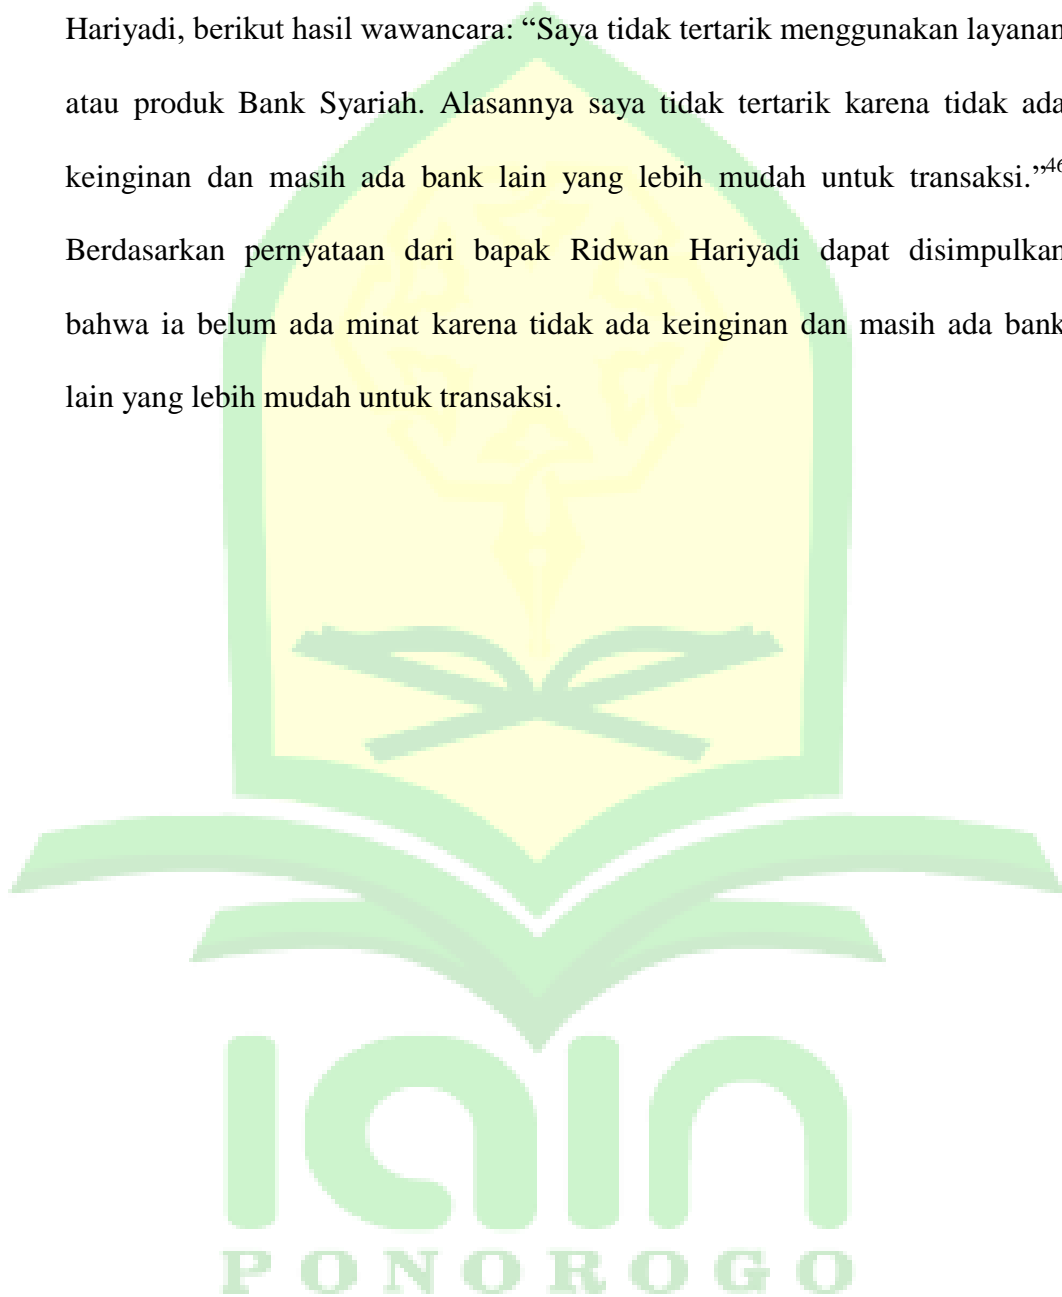 Hariyadi, berikut hasil wawancara: “Saya tidak tertarik menggunakan layanan
atau produk Bank Syariah. Alasannya saya tidak tertarik karena tidak ada
keinginan dan masih ada bank lain yang lebih mudah untuk transaksi.”46
Berdasarkan pernyataan dari bapak Ridwan Hariyadi dapat disimpulkan
bahwa ia belum ada minat karena tidak ada keinginan dan masih ada bank
lain yang lebih mudah untuk transaksi.
iain
PONOROGO